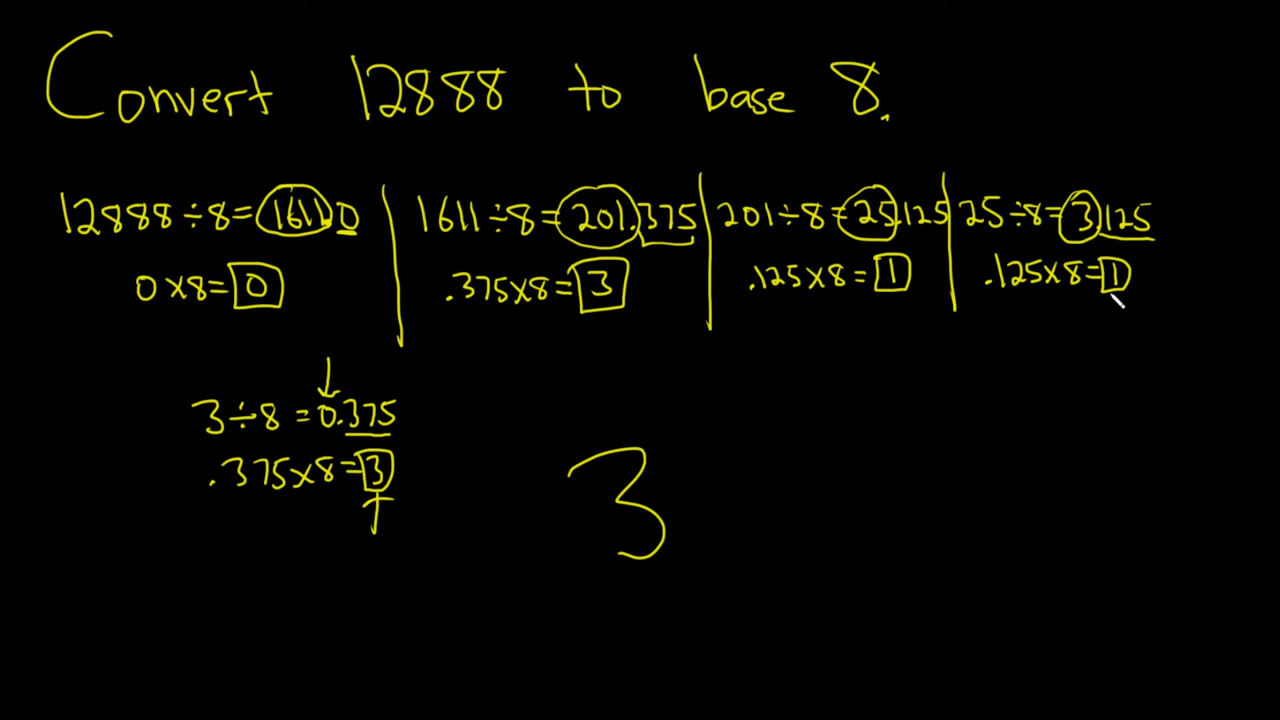 Convert 12888 to base 8.
12888 ÷ 8 = 1611.0
0 x 8 = 0
1611 ÷ 8 = 201.375
.375 x 8 = 3
201 ÷ 8 = 25.125
.125 x 8 = 1
25 ÷ 8 = 3.125
.125 x 8 = 1
3 ÷ 8 = 0.375
.375 x 8 = 3
3